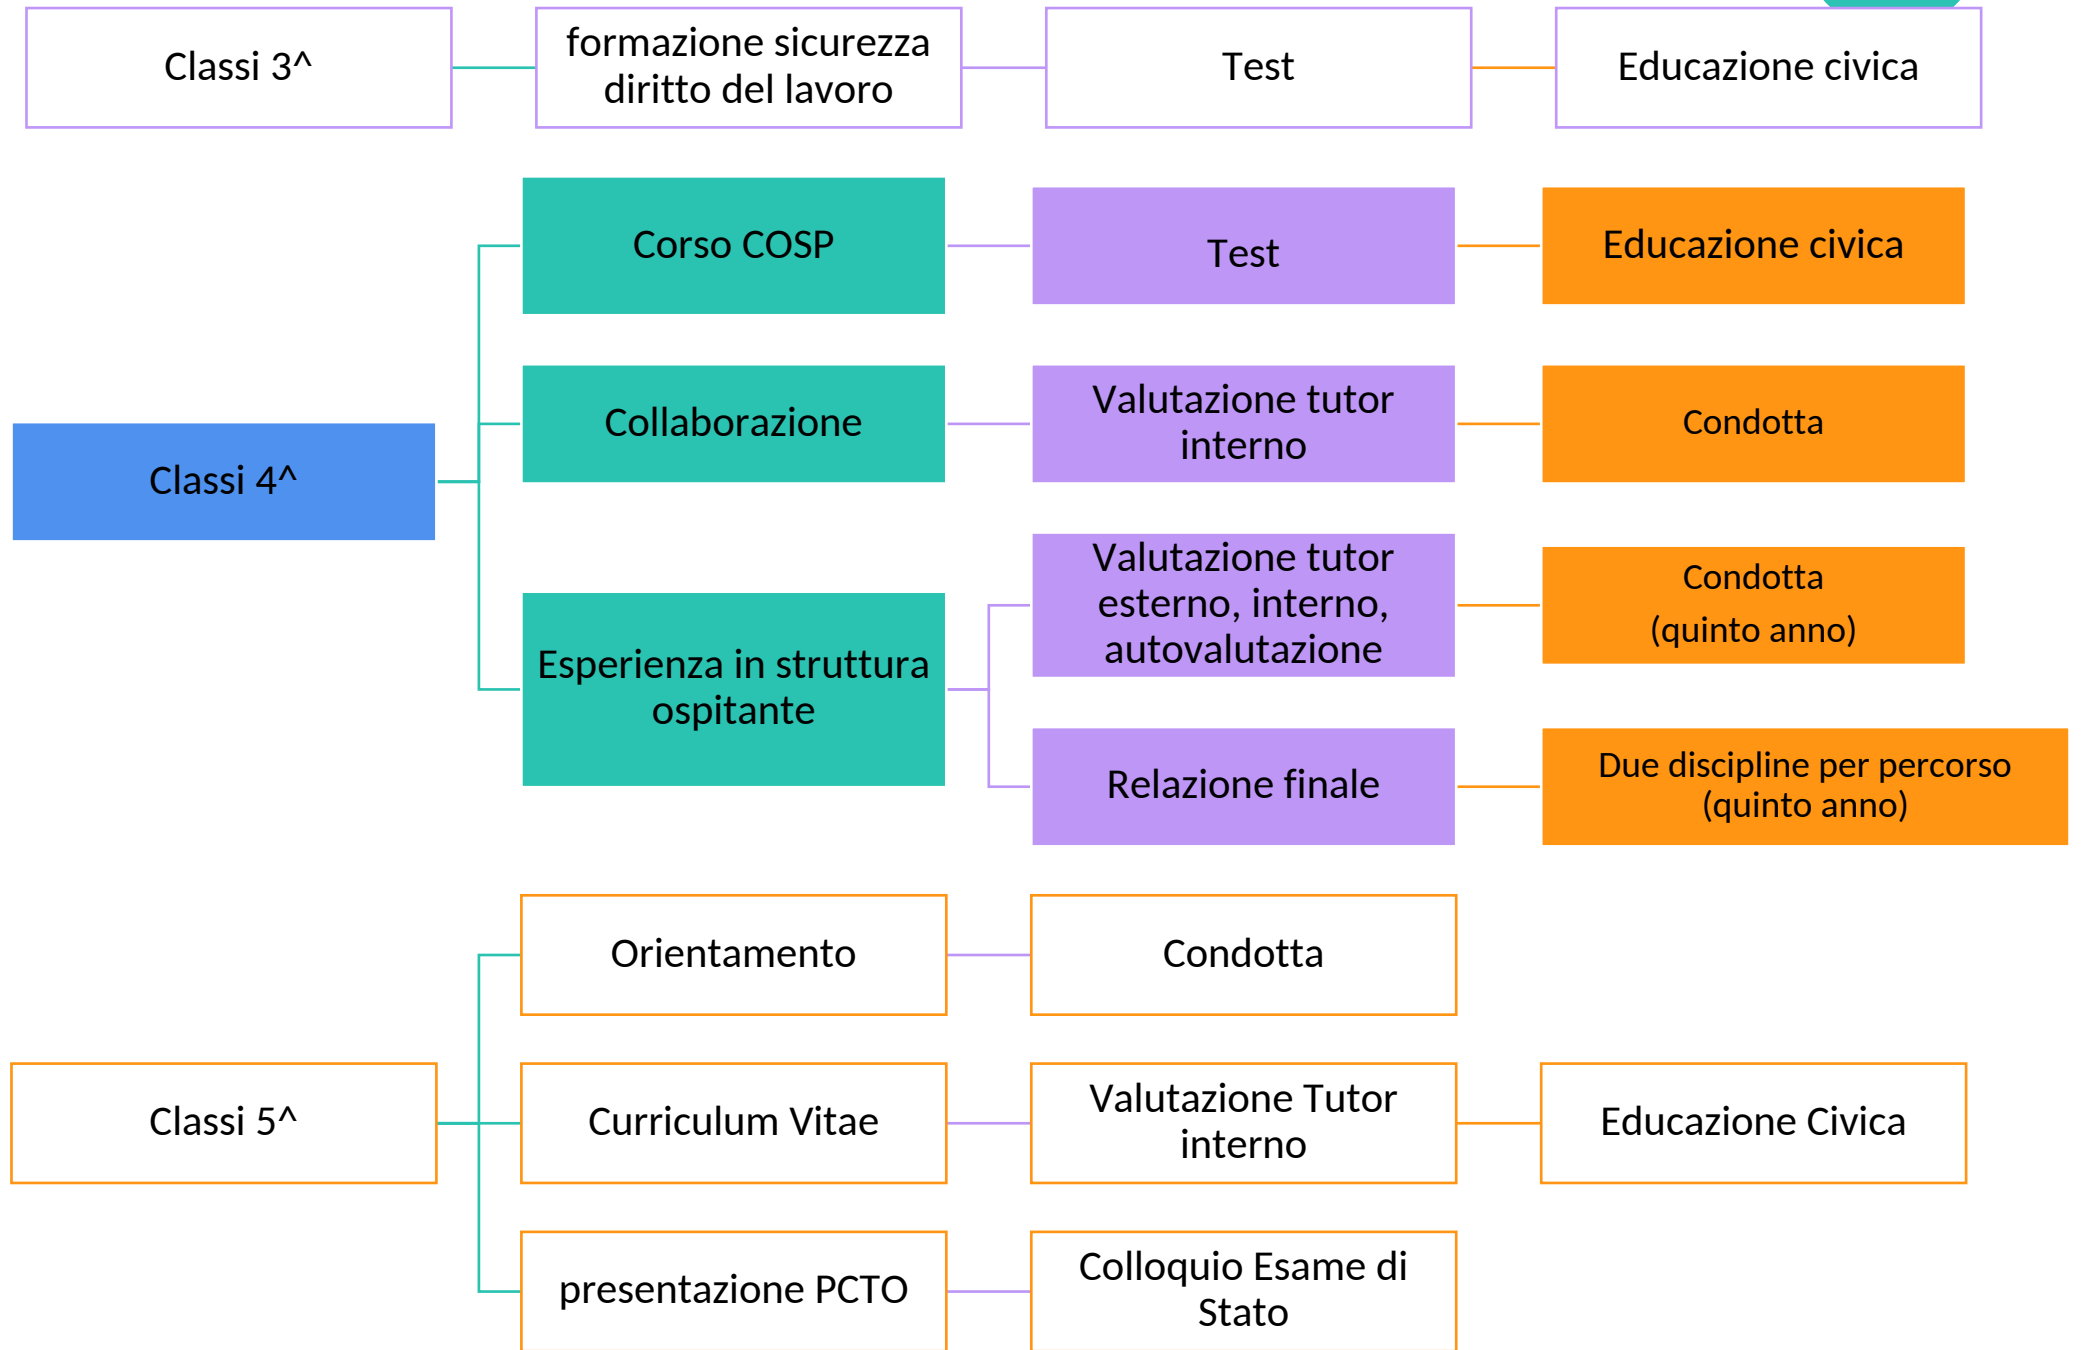 Classi 3^
formazione sicurezza
diritto del lavoro
Test
Educazione civica
Classi 4^
Corso COSP
Test
Educazione civica
Collaborazione
Valutazione tutor
interno
Condotta
Esperienza in struttura
ospitante
Valutazione tutor
esterno, interno,
autovalutazione
Condotta
(quinto anno)
Relazione finale
Due discipline per percorso
(quinto anno)
Classi 5^
Orientamento
Condotta
Curriculum Vitae
Valutazione Tutor
interno
Educazione Civica
presentazione PCTO
Colloquio Esame di
Stato